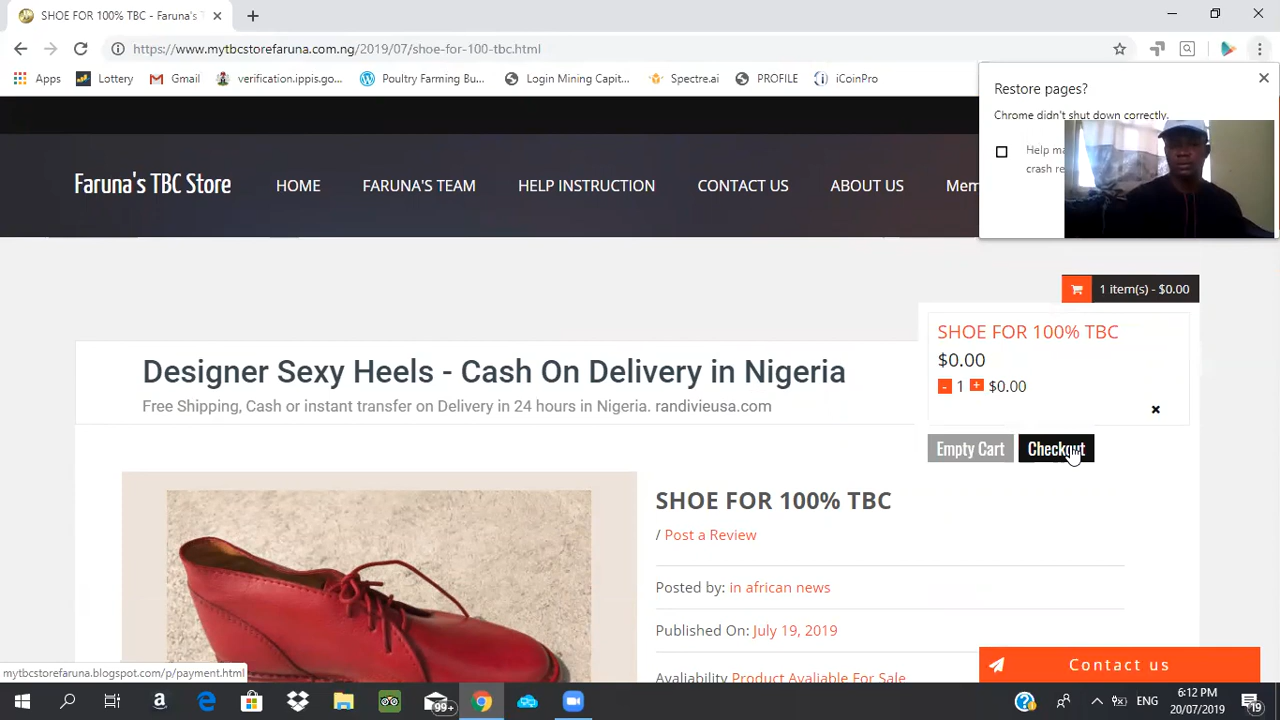 SHOE FOR 100% TBC - Faruna's T
https://www.mytbcstorefaruna.com.ng/2019/07/shoe-for-100-tbc.html
Apps Lottery Gmail verification.ippis.go... Poultry Farming Bu... Login Mining Capit... Spectre.ai PROFILE iCoinPro
Restore pages?
Chrome didn't shut down correctly.
Help
Faruna's TBC Store HOME FARUNA'S TEAM HELP INSTRUCTION CONTACT US ABOUT US
1 item(s) - $0.00
SHOE FOR 100% TBC
$0.00
- 1 + $0.00
Empty Cart Checkout
Designer Sexy Heels - Cash On Delivery in Nigeria
Free Shipping, Cash or instant transfer on Delivery in 24 hours in Nigeria. randivieusa.com
SHOE FOR 100% TBC
/ Post a Review
Posted by: in african news
Published On: July 19, 2019
Avaliability Product Avaliable For Sale
Contact us
mytbcstorefaruna.blogspot.com/p/payment.html
99+
ENG
6:12 PM
20/07/2019
19